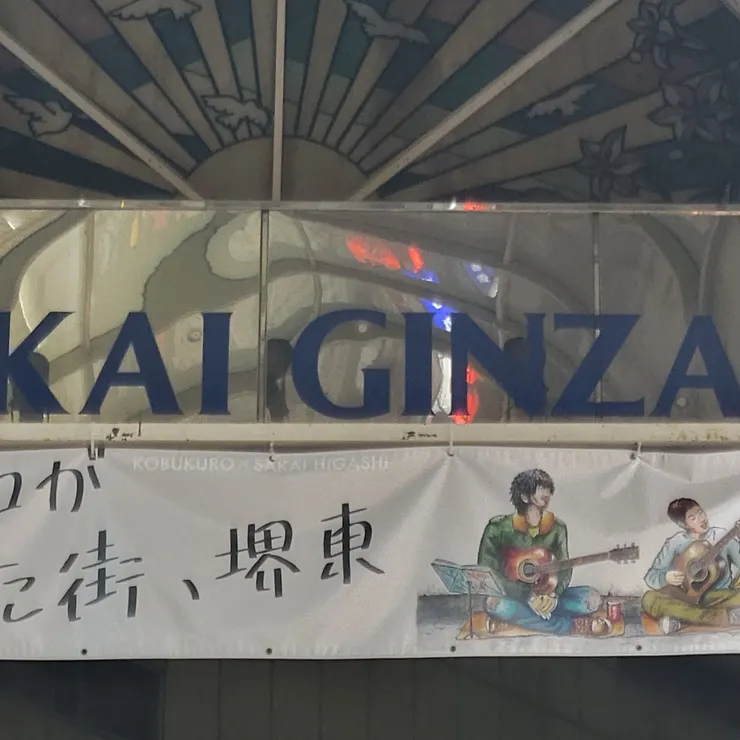 KAI GINZA
KOBUKURO × SAKAI HIGASHI
ロが
た街、堺東